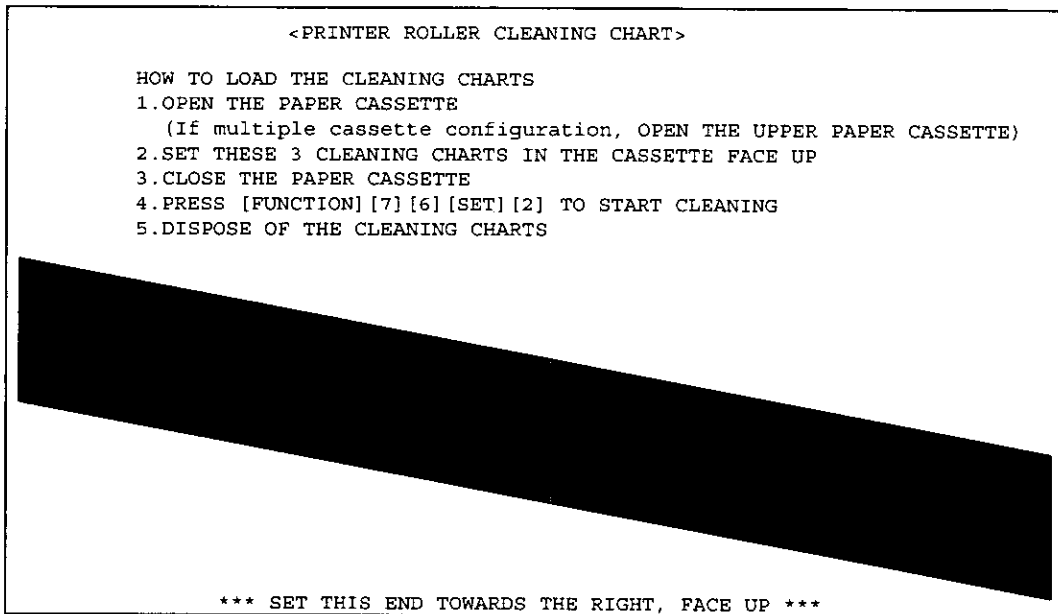 <PRINTER ROLLER CLEANING CHART>
HOW TO LOAD THE CLEANING CHARTS
1.OPEN THE PAPER CASSETTE
(If multiple cassette configuration, OPEN THE UPPER PAPER CASSETTE)
2.SET THESE 3 CLEANING CHARTS IN THE CASSETTE FACE UP
3.CLOSE THE PAPER CASSETTE
4.PRESS [FUNCTION][7][6][SET][2] TO START CLEANING
5.DISPOSE OF THE CLEANING CHARTS
*** SET THIS END TOWARDS THE RIGHT, FACE UP ***